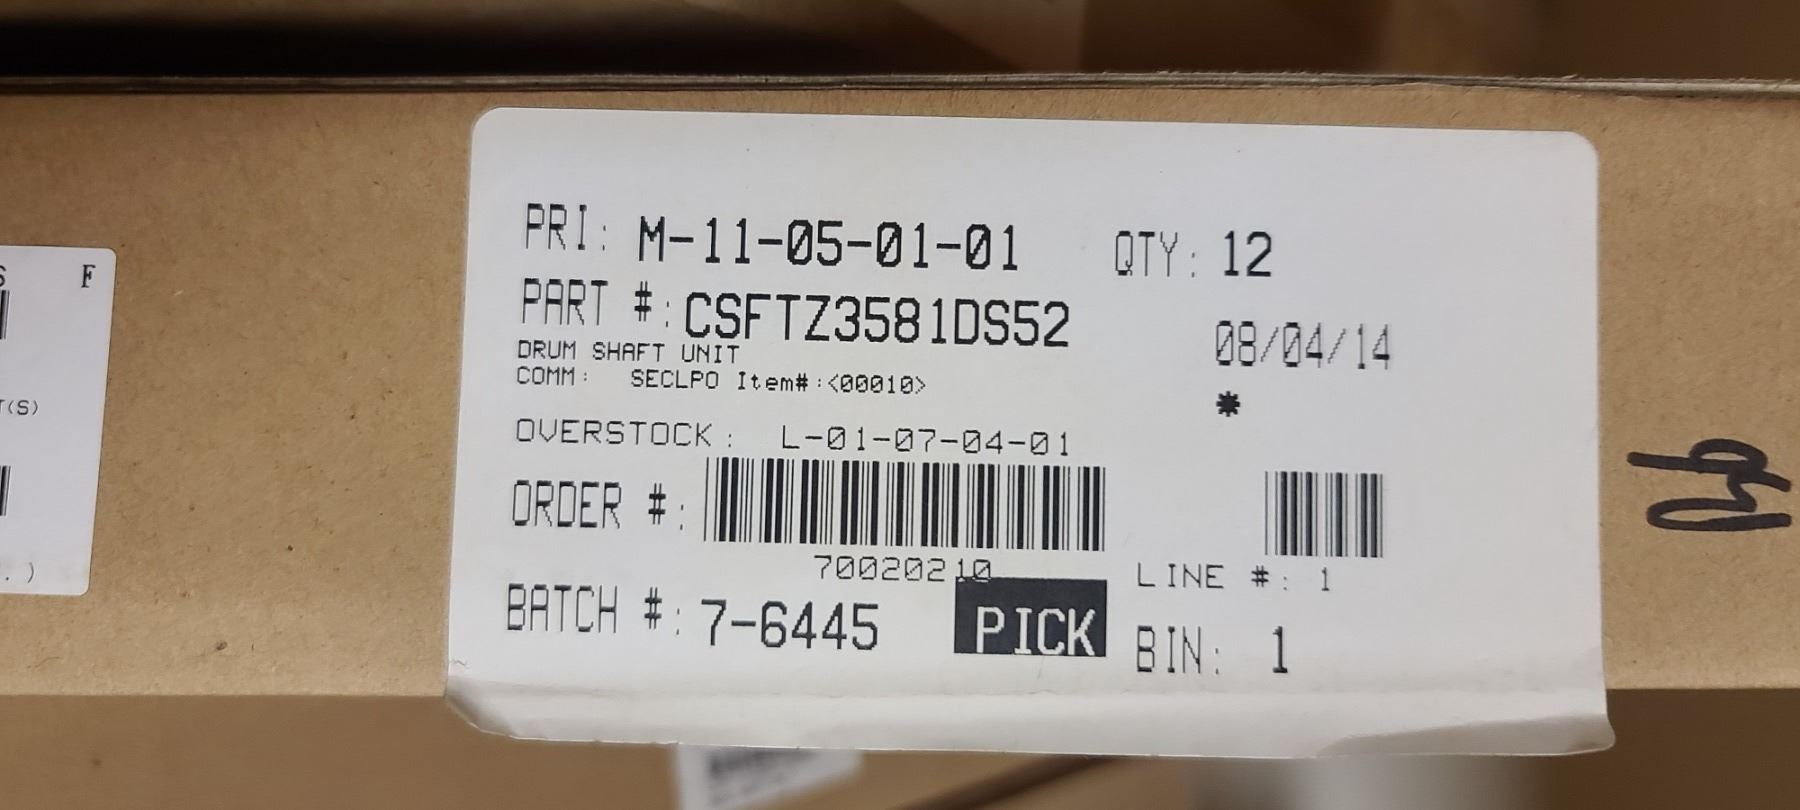 PRI: M-11-05-01-01 QTY: 12
PART #: CSFTZ3581DS52
08/04/14
DRUM SHAFT UNIT
COMM: SECLPO Item#:<00010>
*
OVERSTOCK: L-01-07-04-01
ORDER #:
70020210
LINE #: 1
BATCH #: 7-6445 PICK BIN: 1
F
T(S)
.)